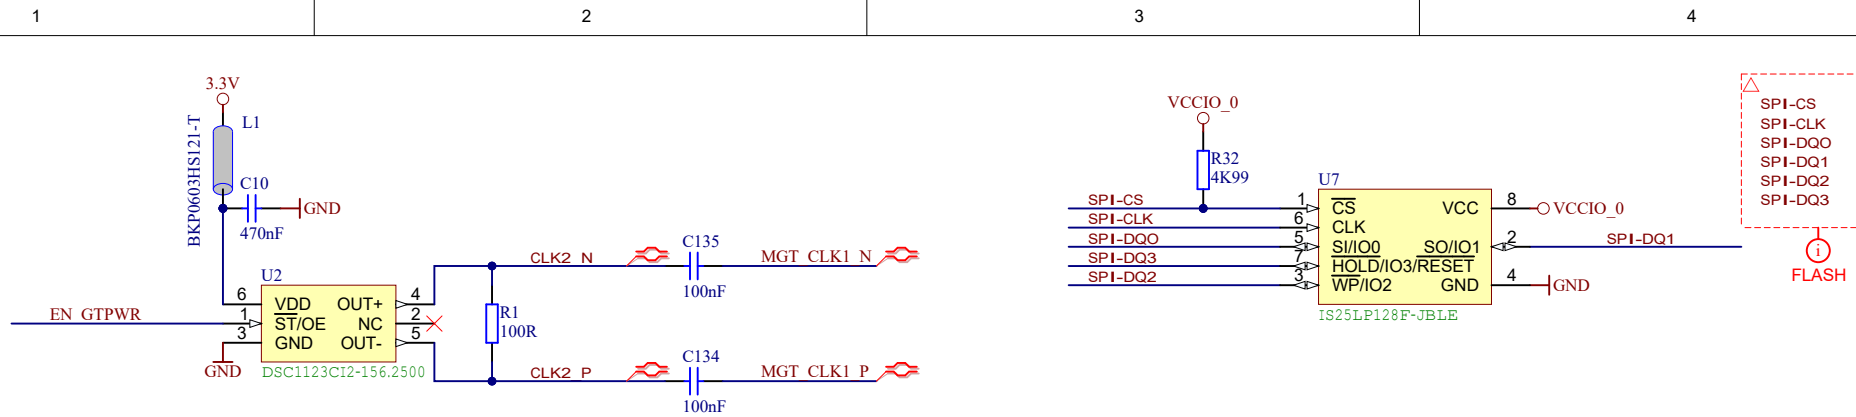 1
2
3
4
3.3V
L1
BKP0603HS121-T
C10
GND
470nF
U2
6
VDD
OUT+
4
EN_GTPWR
1
ST/OE
NC
2
3
GND
OUT-
5
GND
DSC1123CI2-156.2500
R1
100R
CLK2_N
C135
100nF
MGT_CLK1_N
CLK2_P
C134
100nF
MGT_CLK1_P
VCCIO_0
R32
4K99
U7
SPI-CS
1
CS
VCC
8
VCCIO_0
SPI-CLK
6
CLK
SPI-DQO
5
SI/IO0
SO/IO1
2
SPI-DQ1
SPI-DQ3
7
HOLD/IO3/RESET
SPI-DQ2
3
WP/IO2
GND
4
GND
IS25LP128F-JBLE
SPI-CS
SPI-CLK
SPI-DQO
SPI-DQ1
SPI-DQ2
SPI-DQ3
i
FLASH